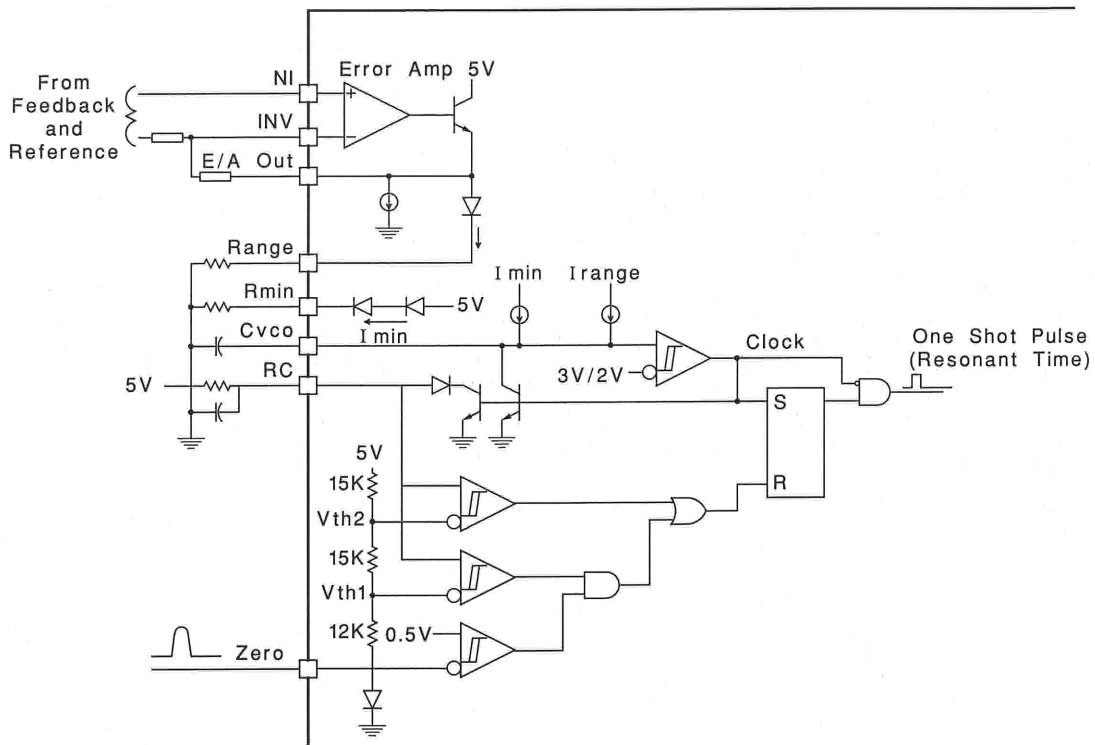 Error Amp 5V
From
Feedback
and
Reference
NI
INV
E/A Out
Range
Rmin
5V
I min
Cvco
RC
5V
I min
I range
3V/2V
Clock
One Shot Pulse
(Resonant Time)
S
R
5V
15K
Vth2
15K
Vth1
12K
0.5V
Zero